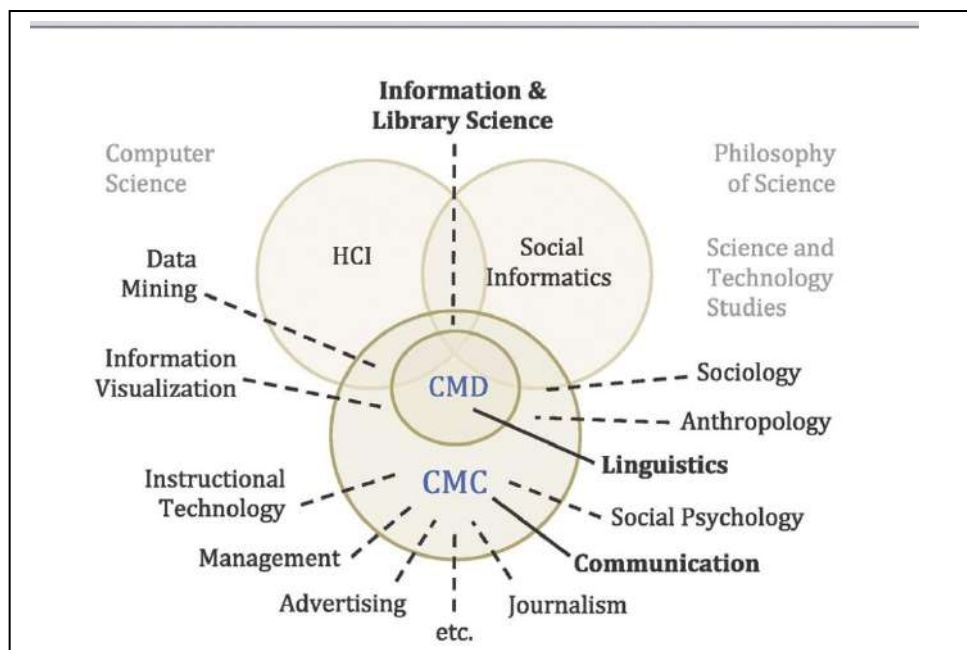 Information &
Library Science
Computer
Science
Philosophy
of Science
HCI
Social
Informatics
Science and
Technology
Studies
Data
Mining
Information
Visualization
CMD
Sociology
Anthropology
Linguistics
Instructional
Technology
CMC
Social Psychology
Management
Communication
Advertising
Journalism
etc.